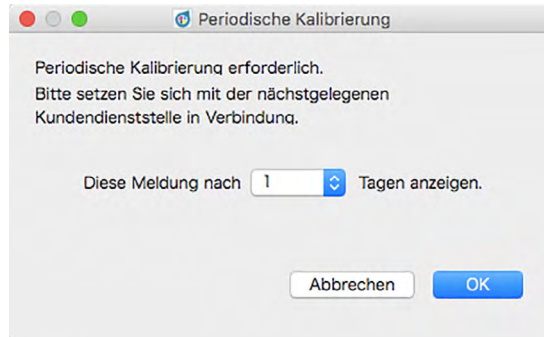 Periodische Kalibrierung
Periodische Kalibrierung erforderlich.
Bitte setzen Sie sich mit der nächstgelegenen
Kundendienststelle in Verbindung.
Diese Meldung nach 1 Tagen anzeigen.
Abbrechen OK